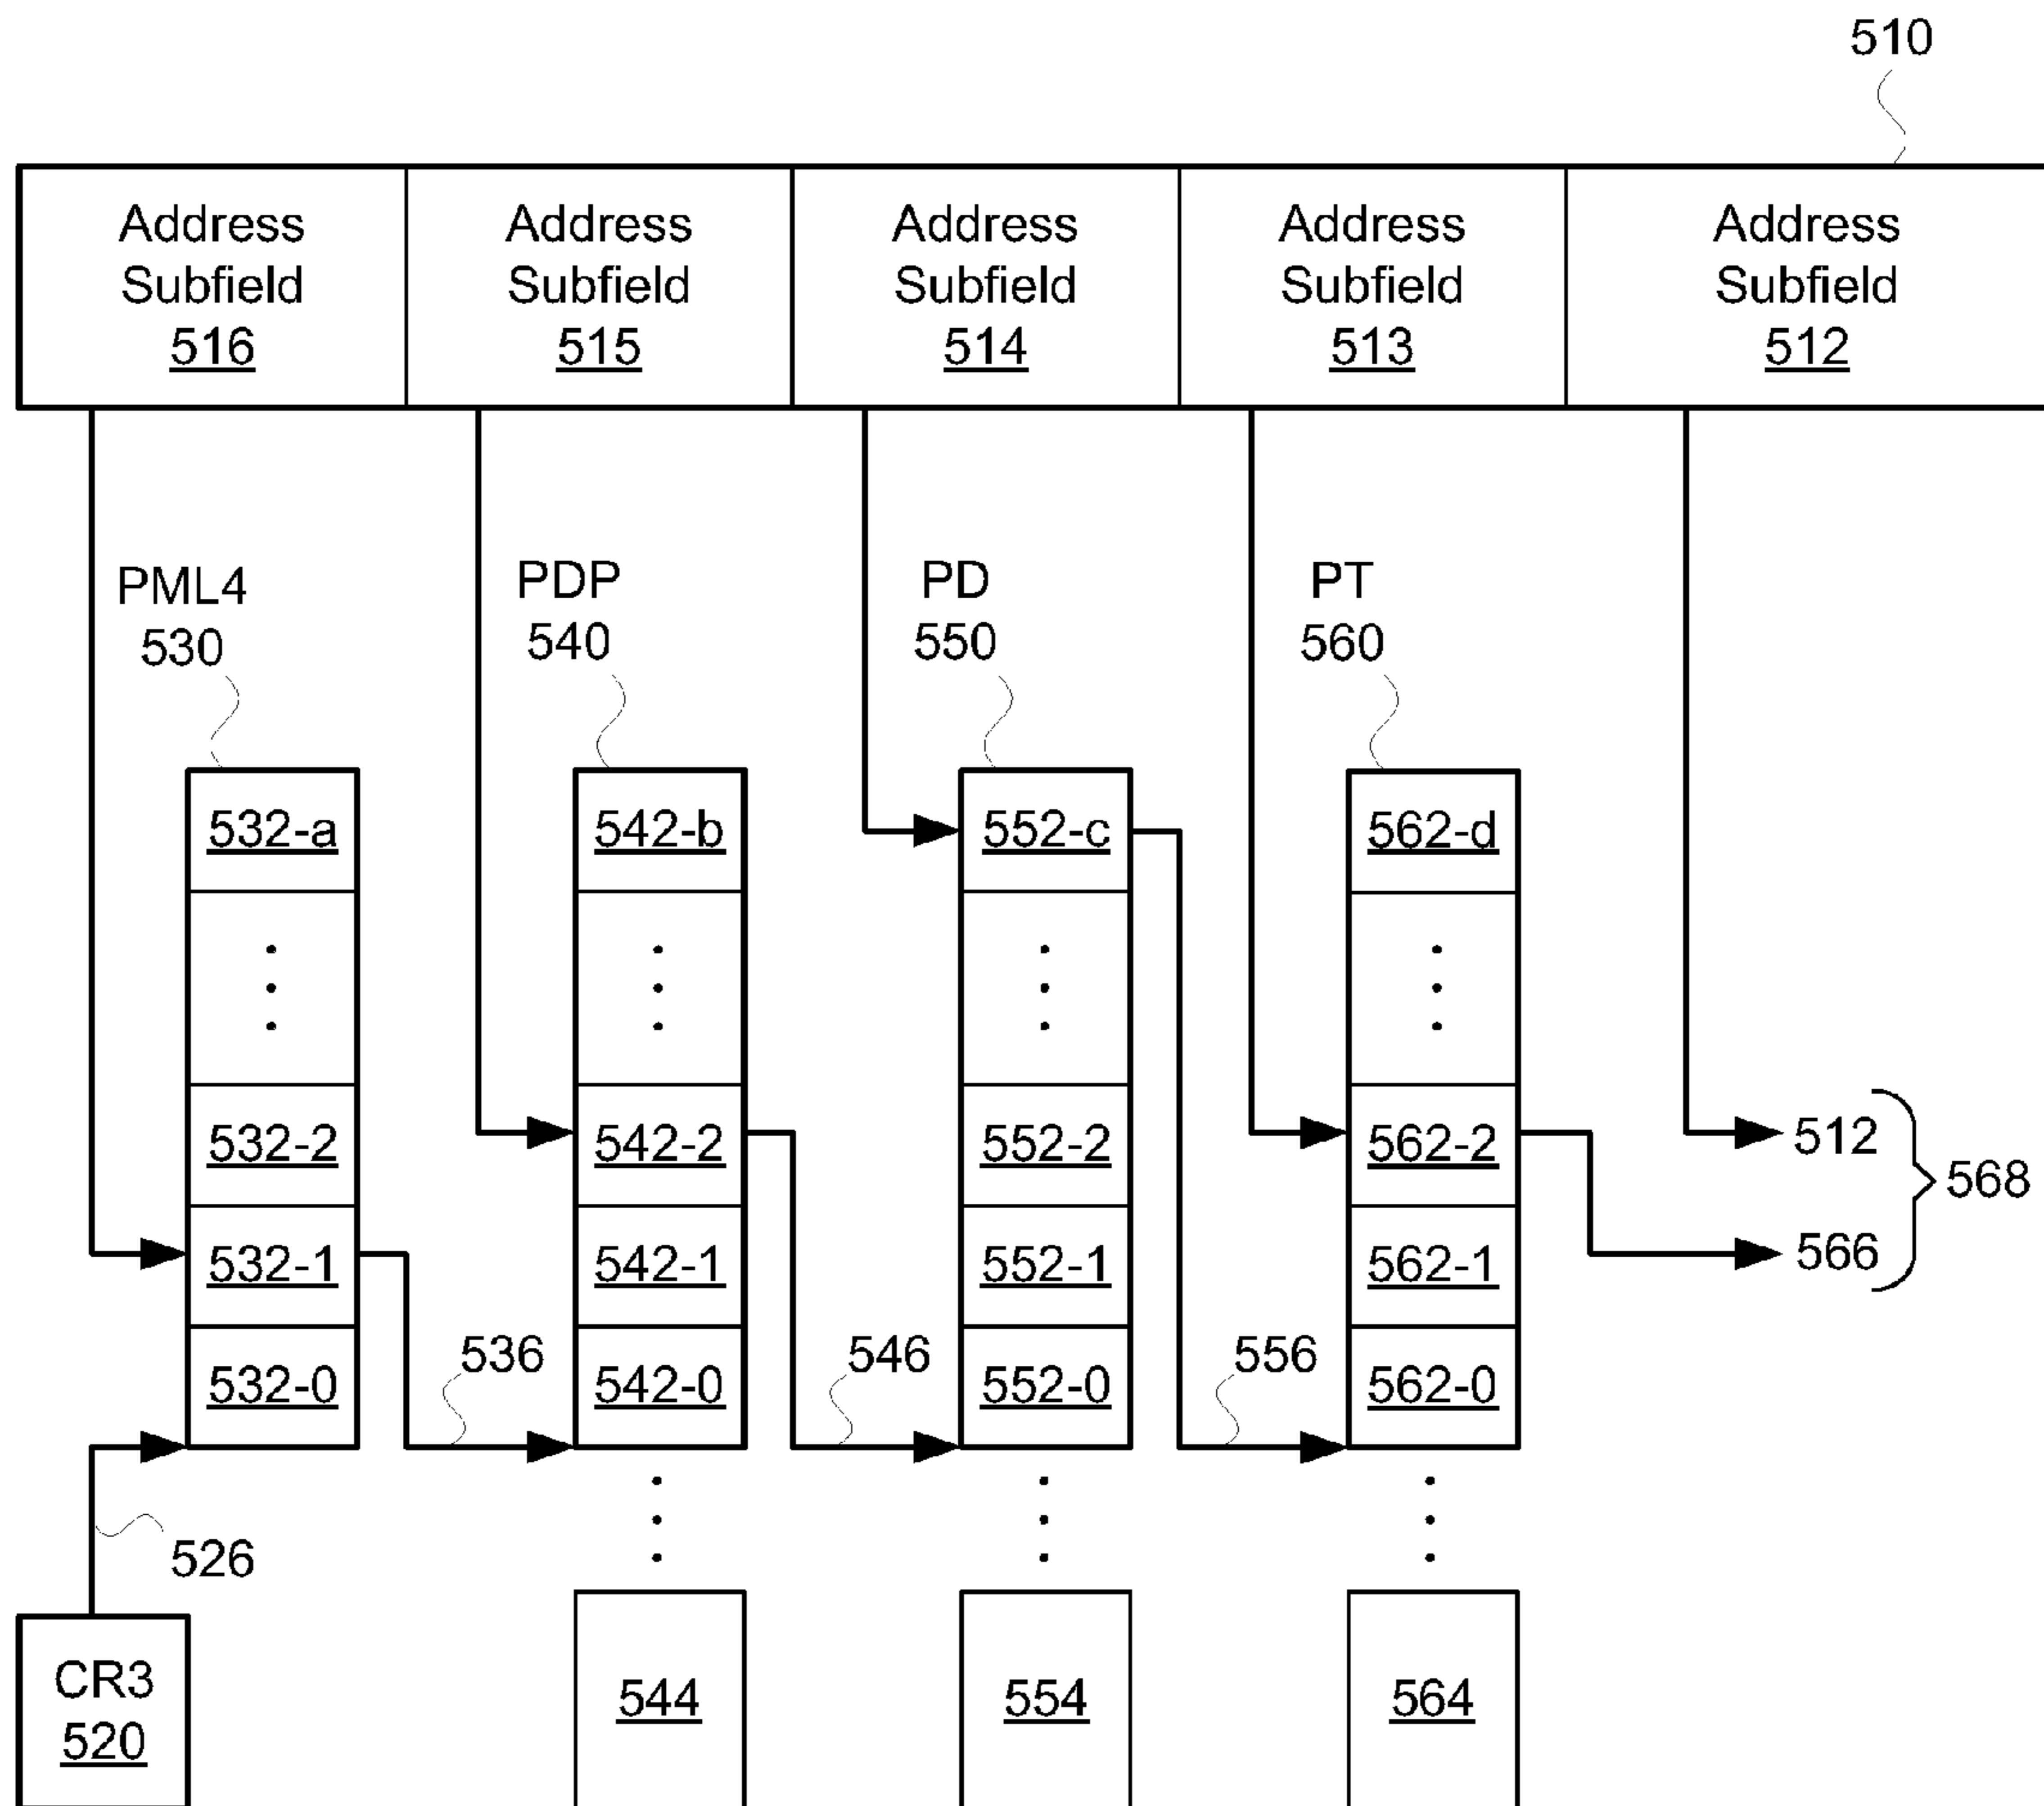 510
Address Subfield 516
Address Subfield 515
Address Subfield 514
Address Subfield 513
Address Subfield 512
PML4 530
PDP 540
PD 550
PT 560
532-a
532-2
532-1
532-0
542-b
542-2
542-1
542-0
552-c
552-2
552-1
552-0
562-d
562-2
562-1
562-0
512
566
568
536
546
556
526
CR3 520
544
554
564